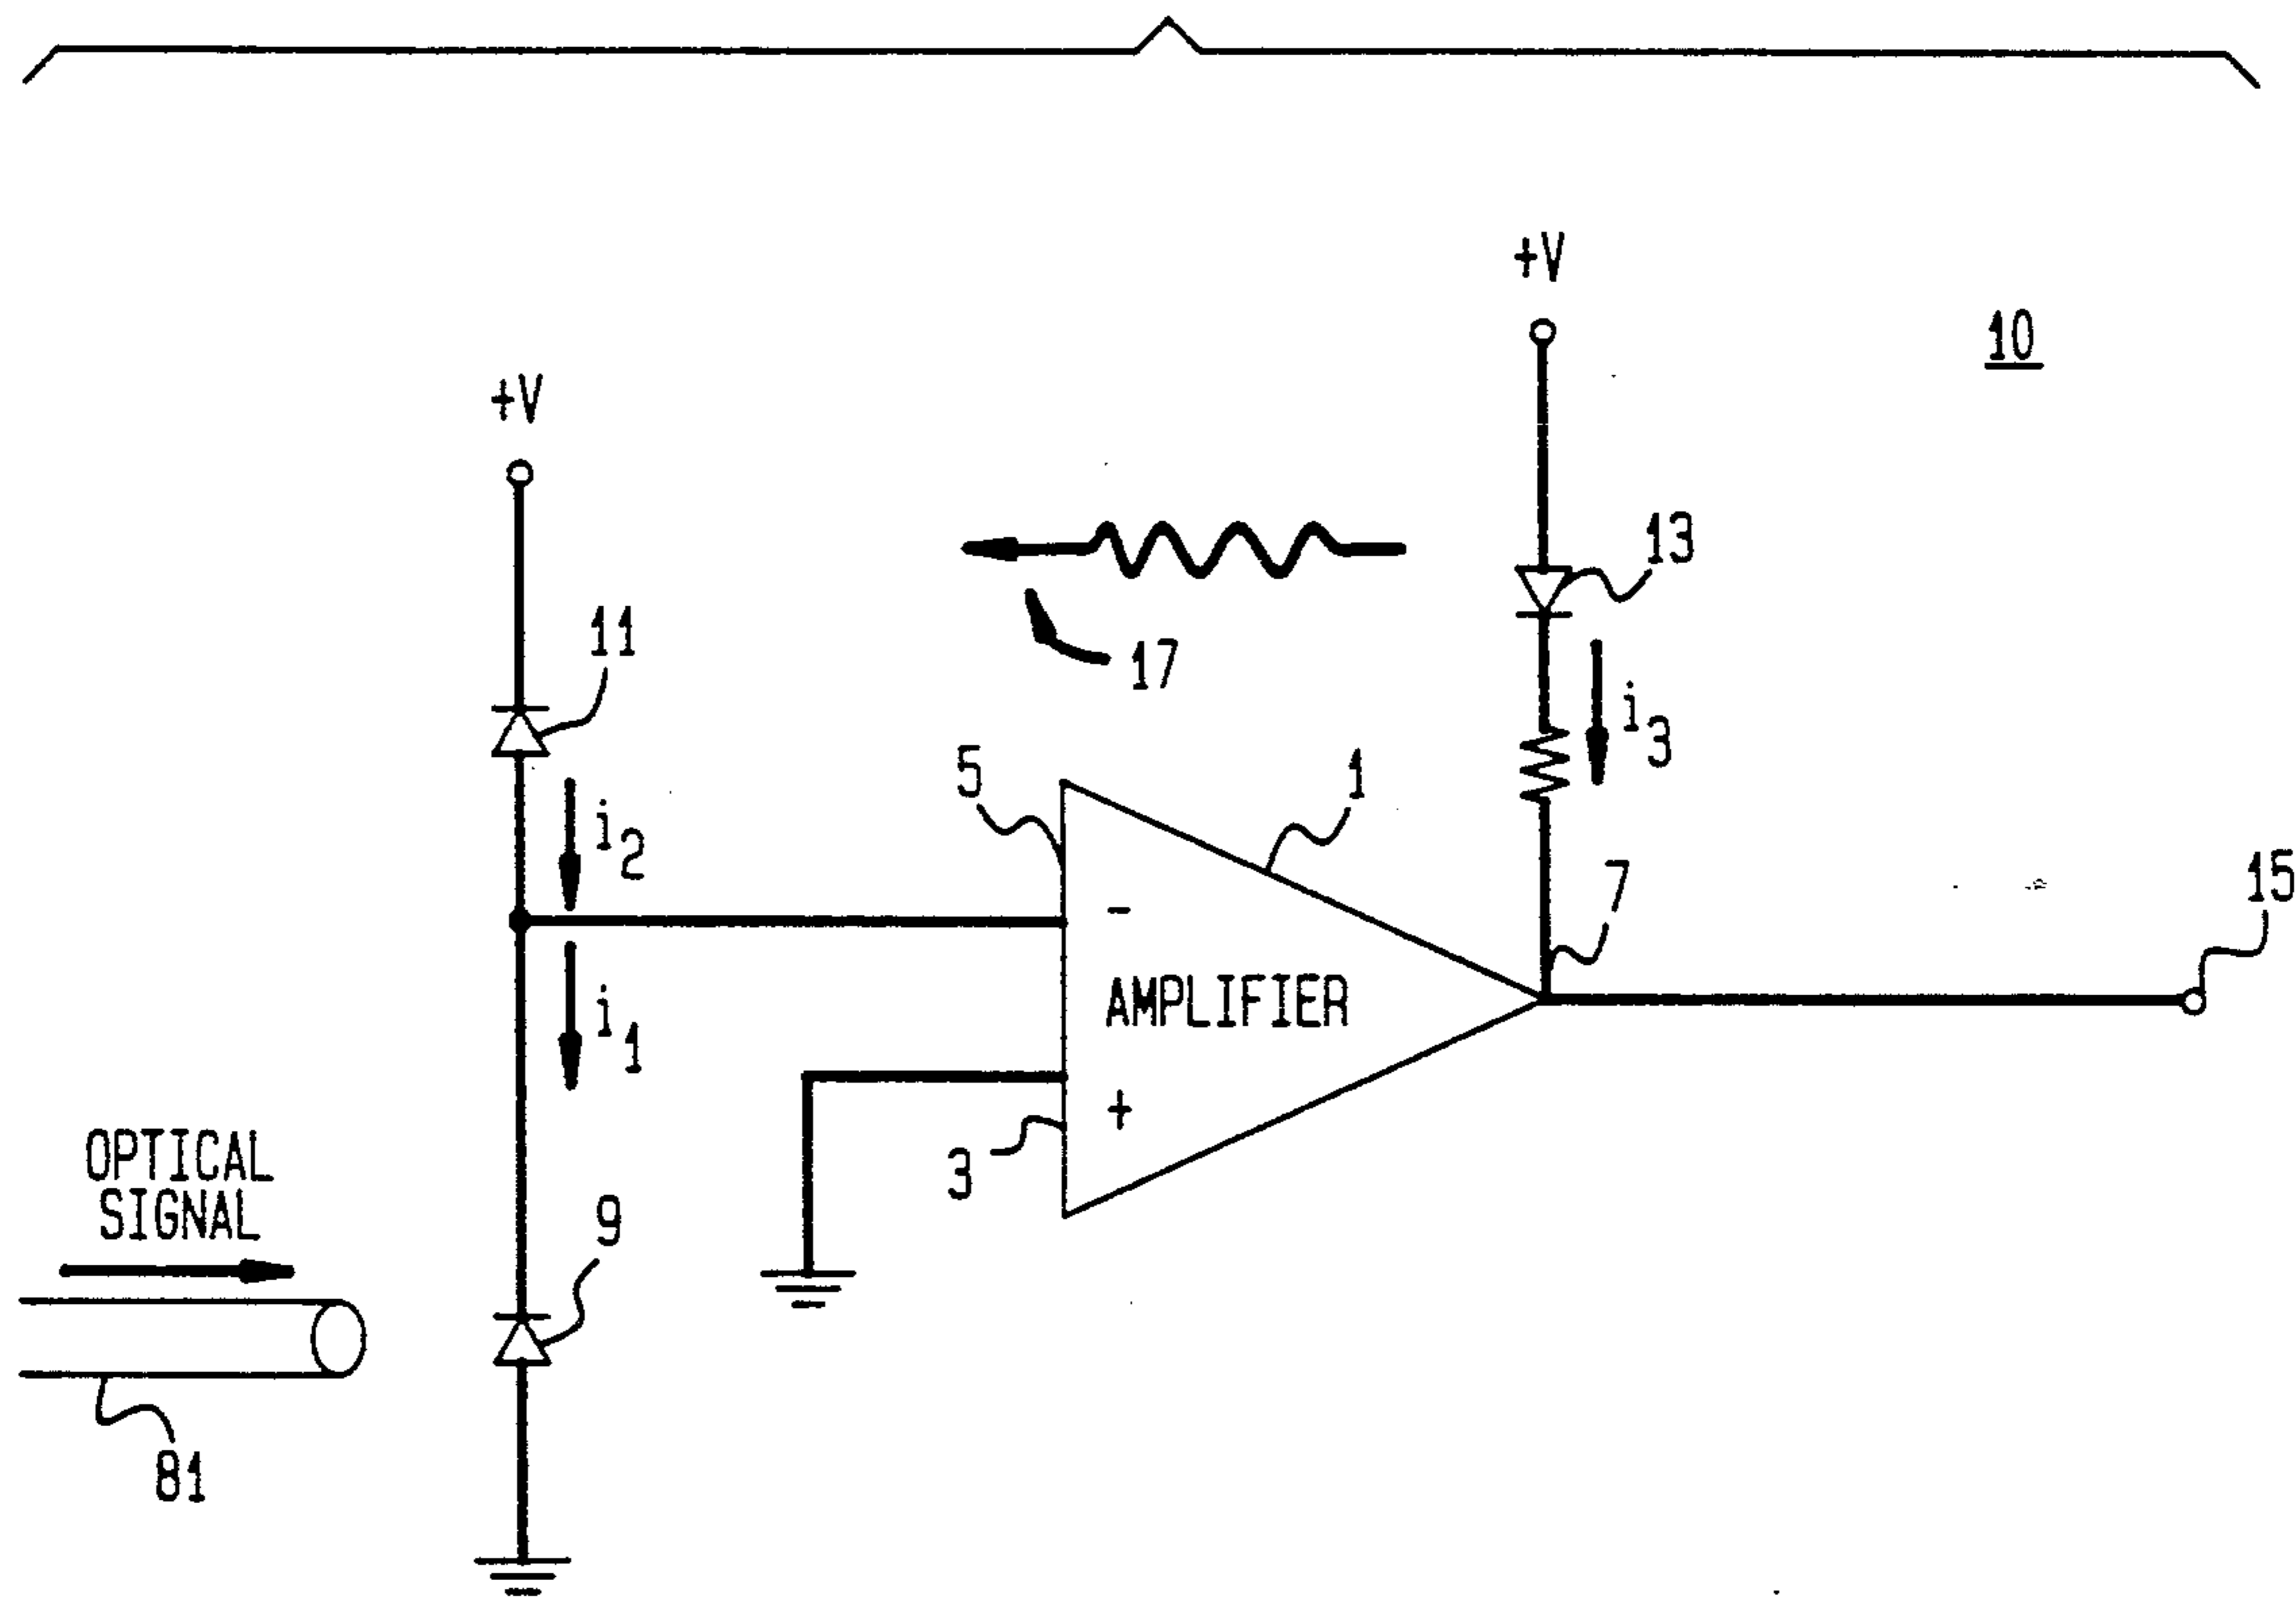 +V
10
+V
13
11
17
i3
5
1
i2
7
15
-
i1
AMPLIFIER
+
OPTICAL
SIGNAL
3
9
81